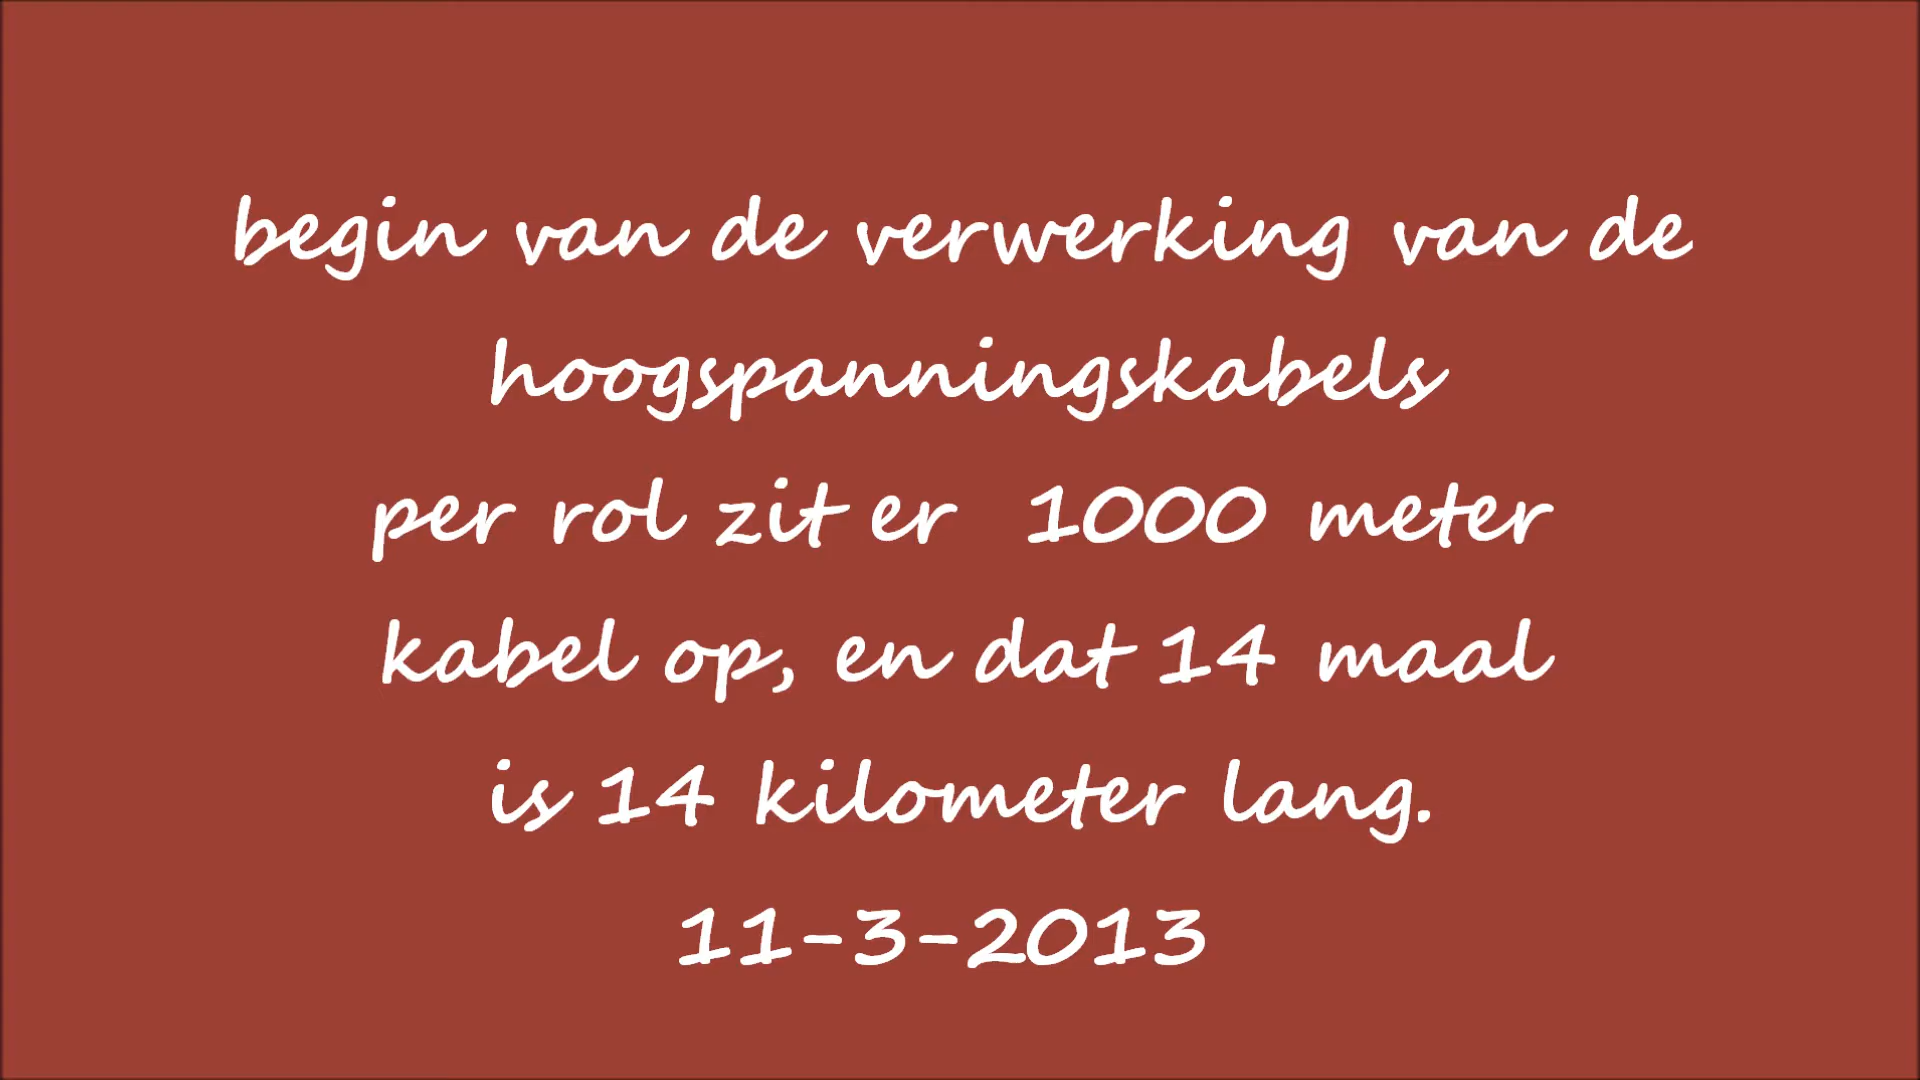 begin van de verwerking van de
hoogspanningskabels
per rol zit er 1000 meter
kabel op, en dat 14 maal
is 14 kilometer lang.
11-3-2013